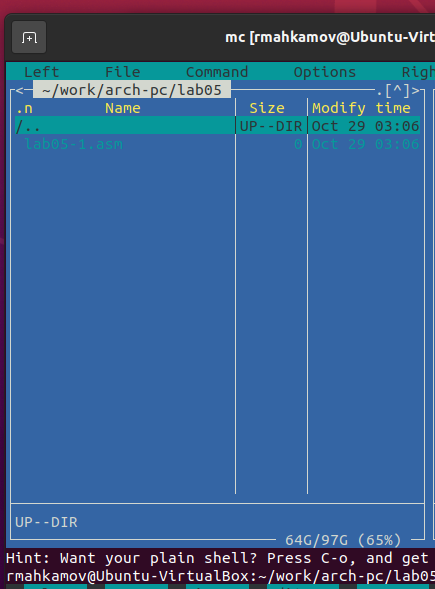 mc [rmahkamov@Ubuntu-Virt
Left File Command Options Righ
<- ~/work/arch-pc/lab05 .[^]>
.n Name Size Modify time
/.. UP--DIR Oct 29 03:06
lab05-1.asm 0 Oct 29 03:06
UP--DIR
64G/97G (65%)
Hint: Want your plain shell? Press C-o, and get
rmahkamov@Ubuntu-VirtualBox:~/work/arch-pc/lab05